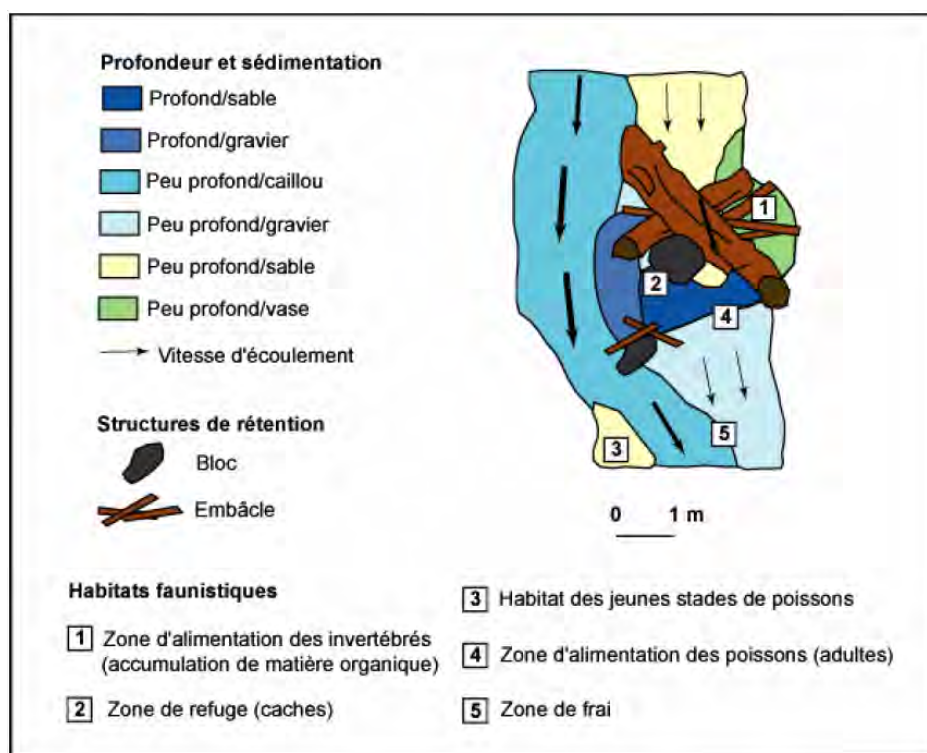 Profondeur et sédimentation
Profond/sable
Profond/gravier
Peu profond/caillou
Peu profond/gravier
Peu profond/sable
Peu profond/vase
Vitesse d'écoulement
Structures de rétention
Bloc
Embâcle
1
2
4
3
5
0 1 m
Habitats faunistiques
1 Zone d'alimentation des invertébrés
(accumulation de matière organique)
2 Zone de refuge (caches)
3 Habitat des jeunes stades de poissons
4 Zone d'alimentation des poissons (adultes)
5 Zone de frai